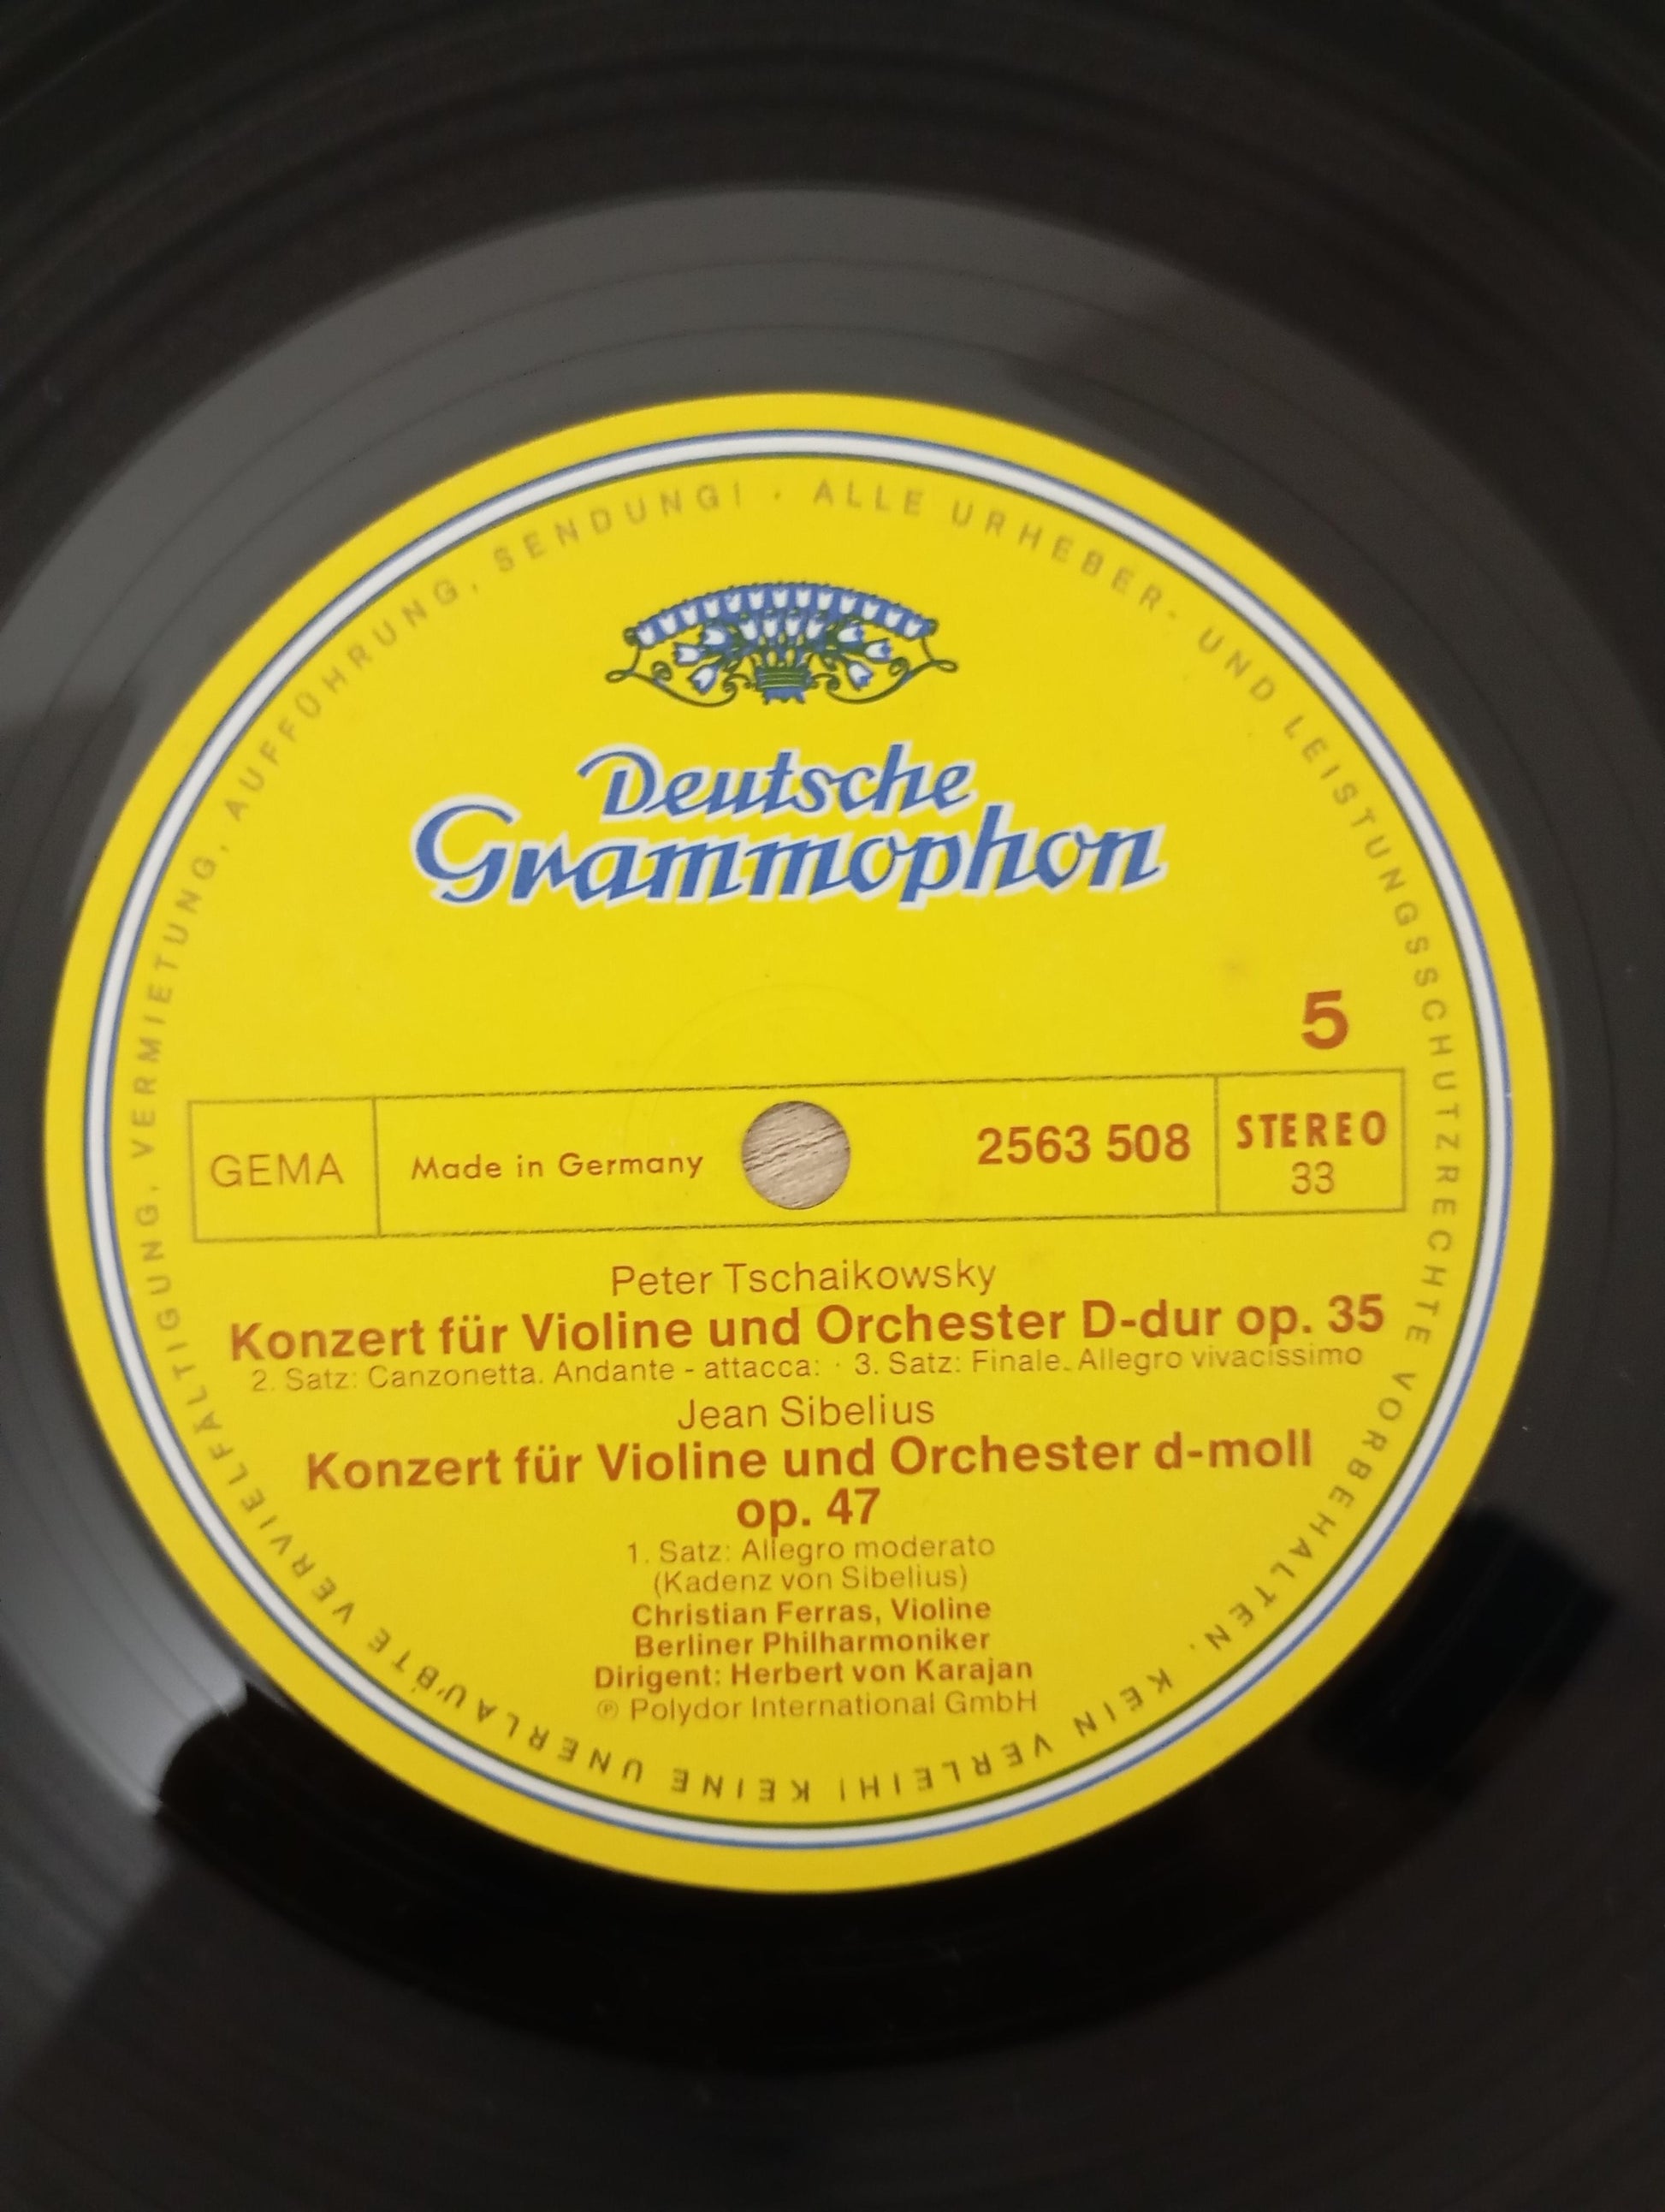 ALLE URHEBER- UND LEISTUNGSSCHUTZRECHTE VORBEHALTEN. KEIN VERLEIH! KEINE UNERLAUBTE VERVIELFÄLTIGUNG, VERMIETUNG, AUFFÜHRUNG, SENDUNG! ·
Deutsche
Grammophon
5
GEMA Made in Germany 2563 508 STEREO
33
Peter Tschaikowsky
Konzert für Violine und Orchester D-dur op. 35
2. Satz: Canzonetta. Andante - attacca: · 3. Satz: Finale. Allegro vivacissimo
Jean Sibelius
Konzert für Violine und Orchester d-moll
op. 47
1. Satz: Allegro moderato
(Kadenz von Sibelius)
Christian Ferras, Violine
Berliner Philharmoniker
Dirigent: Herbert von Karajan
℗ Polydor International GmbH